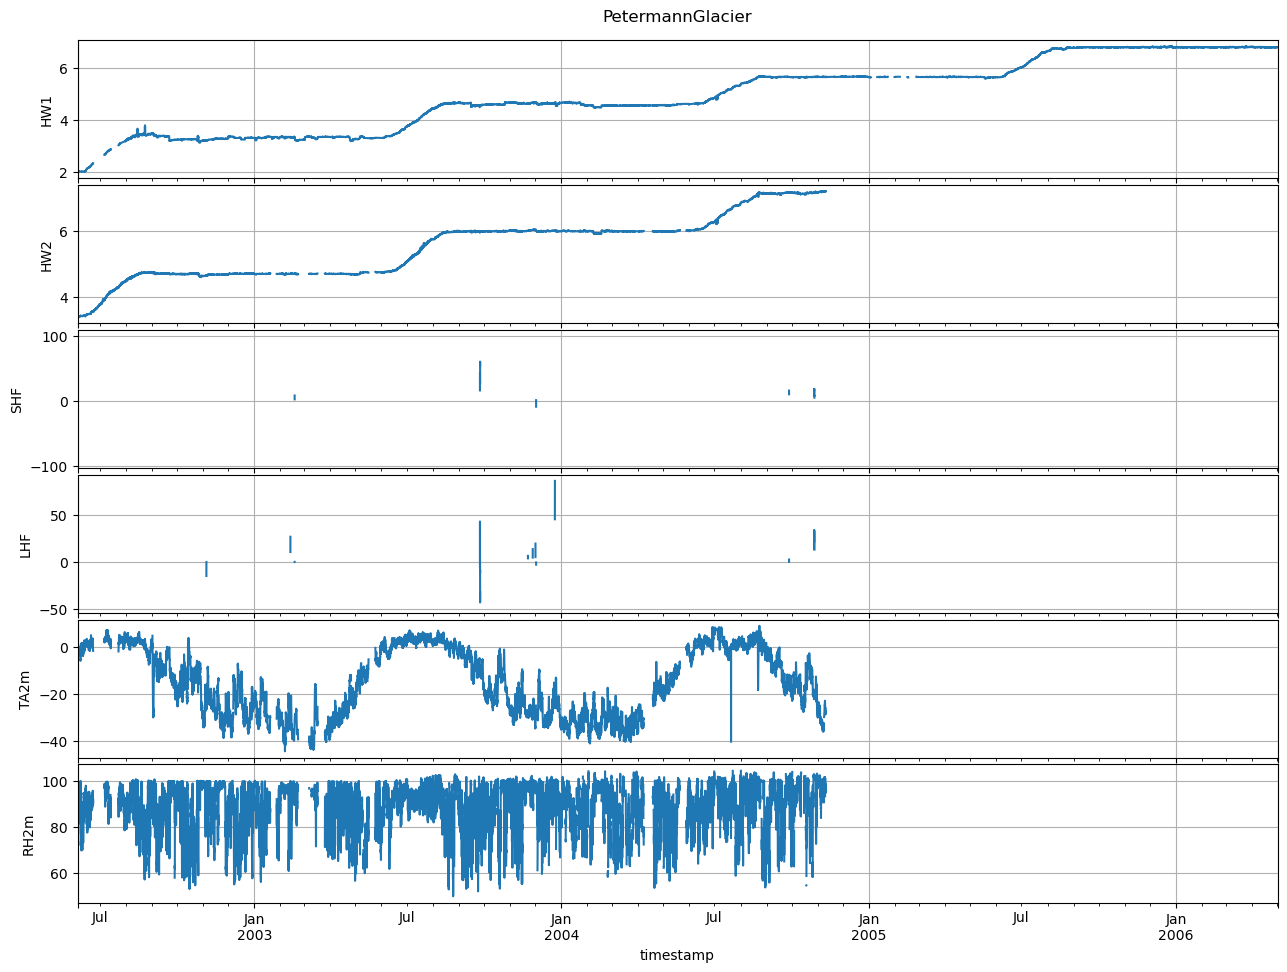 PetermannGlacier
6
4
2
HW1
6
4
HW2
100
0
−100
SHF
50
0
−50
LHF
0
−20
−40
TA2m
100
80
60
RH2m
Jul Jan Jul Jan Jul Jan Jul Jan
2003 2004 2005 2006
timestamp